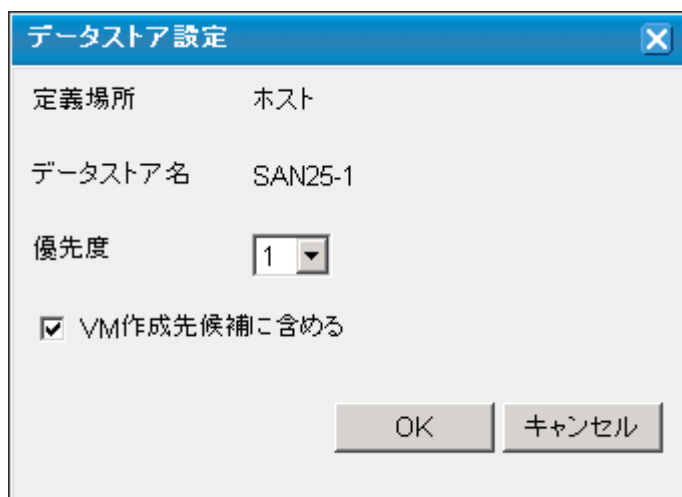 データストア設定
定義場所 ホスト
データストア名 SAN25-1
優先度 1
VM作成先候補に含める
OK キャンセル